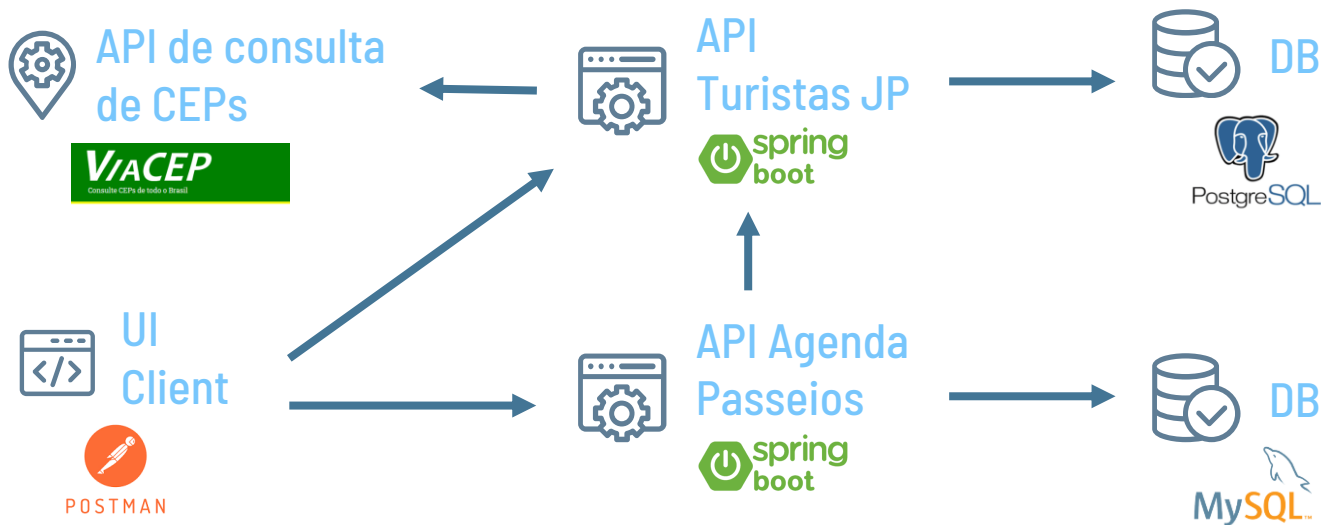 API de consulta
de CEPs
VIACEP
Consulte CEPs de todo o Brasil
API
Turistas JP
spring
boot
DB
PostgreSQL
UI
Client
</>
POSTMAN
API Agenda
Passeios
spring
boot
DB
MySQL™